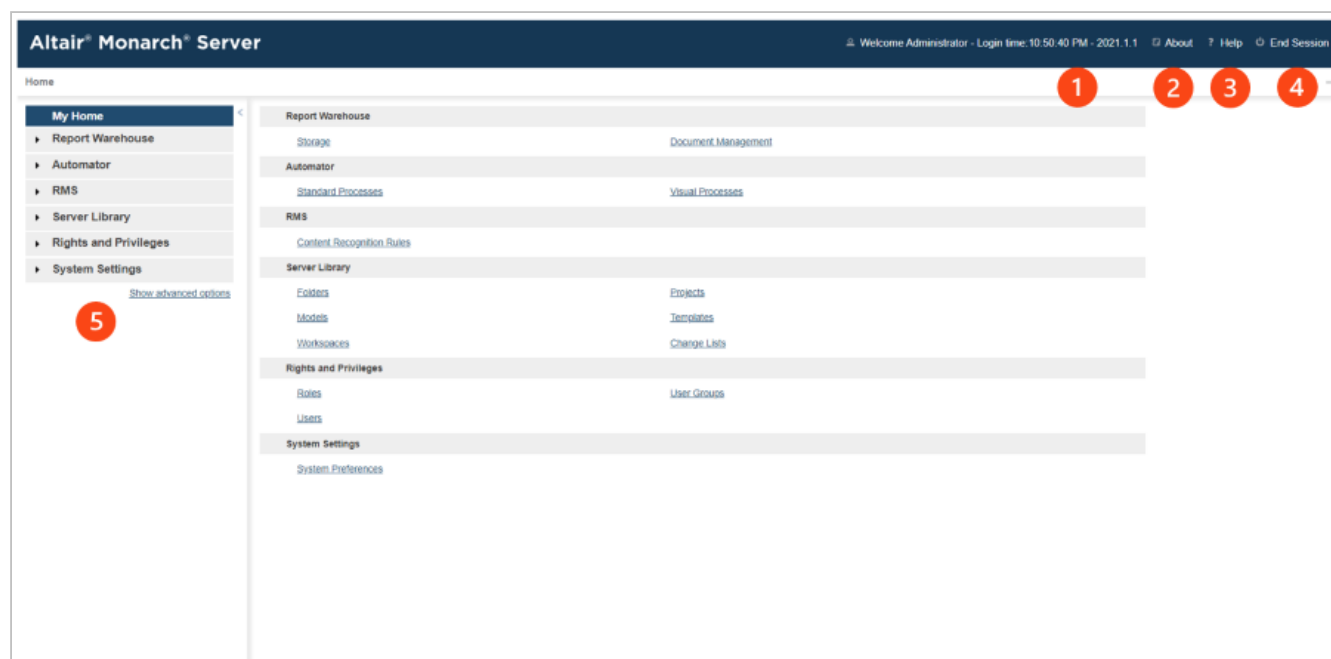 Altair® Monarch® Server
Welcome Administrator - Login time:10:50:40 PM - 2021.1.1 About ? Help End Session
Home
1 2 3 4
My Home
Report Warehouse
Automator
RMS
Server Library
Rights and Privileges
System Settings
Show advanced options
5
Report Warehouse
Storage Document Management
Automator
Standard Processes Visual Processes
RMS
Content Recognition Rules
Server Library
Folders Projects
Models Templates
Workspaces Change Lists
Rights and Privileges
Roles User Groups
Users
System Settings
System Preferences